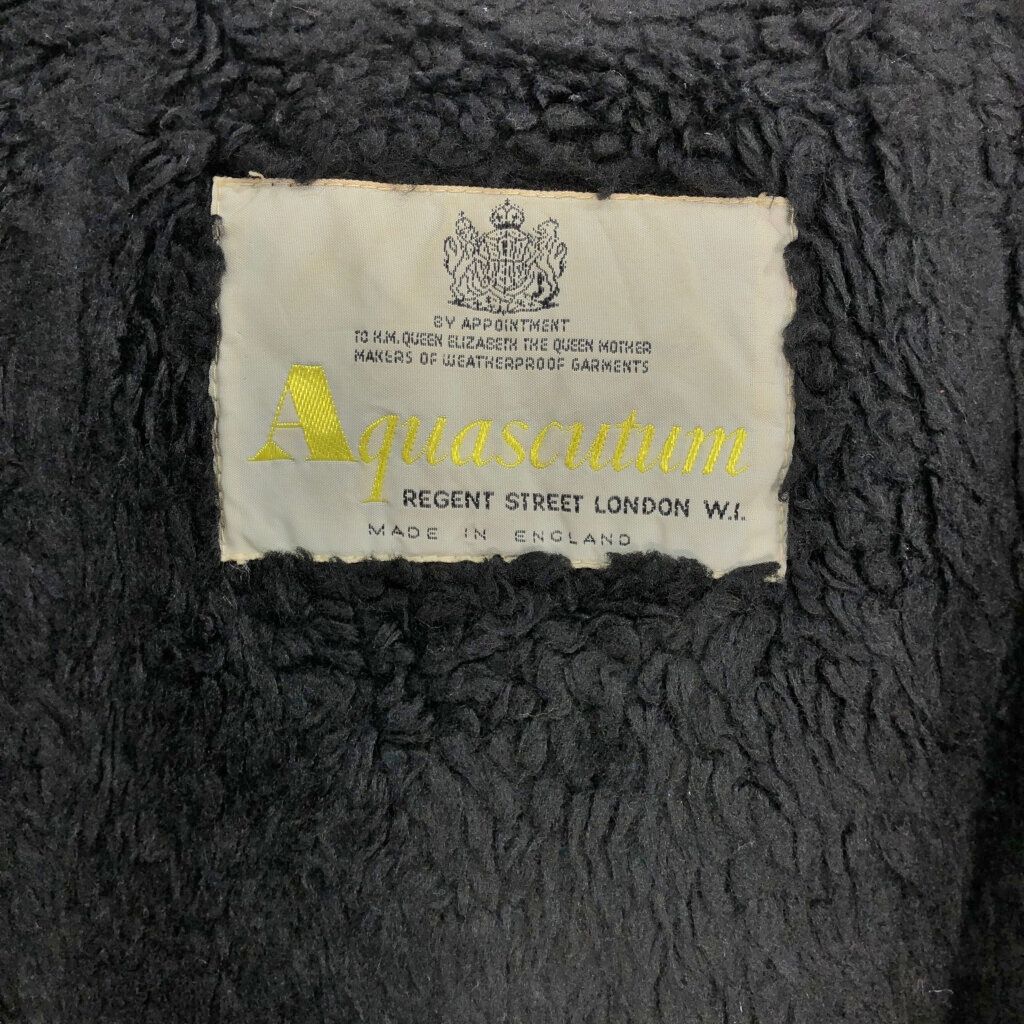 BY APPOINTMENT
TO H.M. QUEEN ELIZABETH THE QUEEN MOTHER
MAKERS OF WEATHERPROOF GARMENTS
Aquascutum
REGENT STREET LONDON W.1.
MADE IN ENGLAND